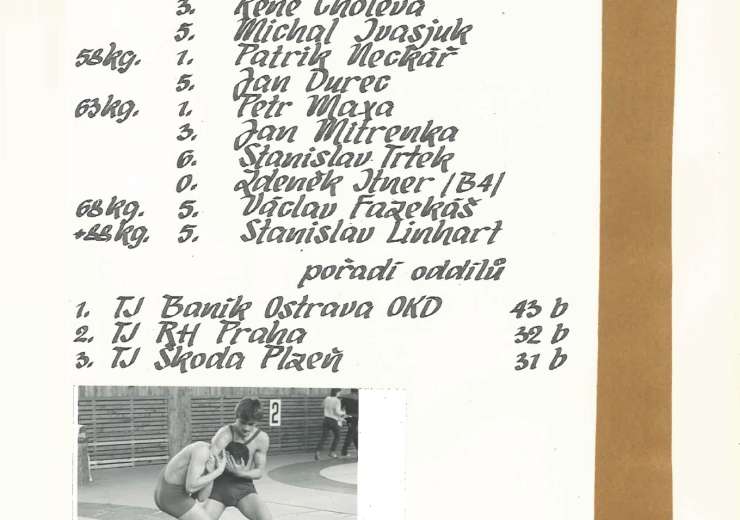 3. René Choleva
5. Michal Ivasjuk
58kg. 1. Patrik Neckář
5. Jan Durec
63kg. 1. Petr Maxa
3. Jan Mitrenka
6. Stanislav Trtek
0. Zdeněk Itner /B4/
68kg. 5. Václav Fazekáš
+88kg. 5. Stanislav Linhart
pořadí oddílů
1. TJ Baník Ostrava OKD 43 b
2. TJ RH Praha 32 b
3. TJ Škoda Plzeň 31 b
2